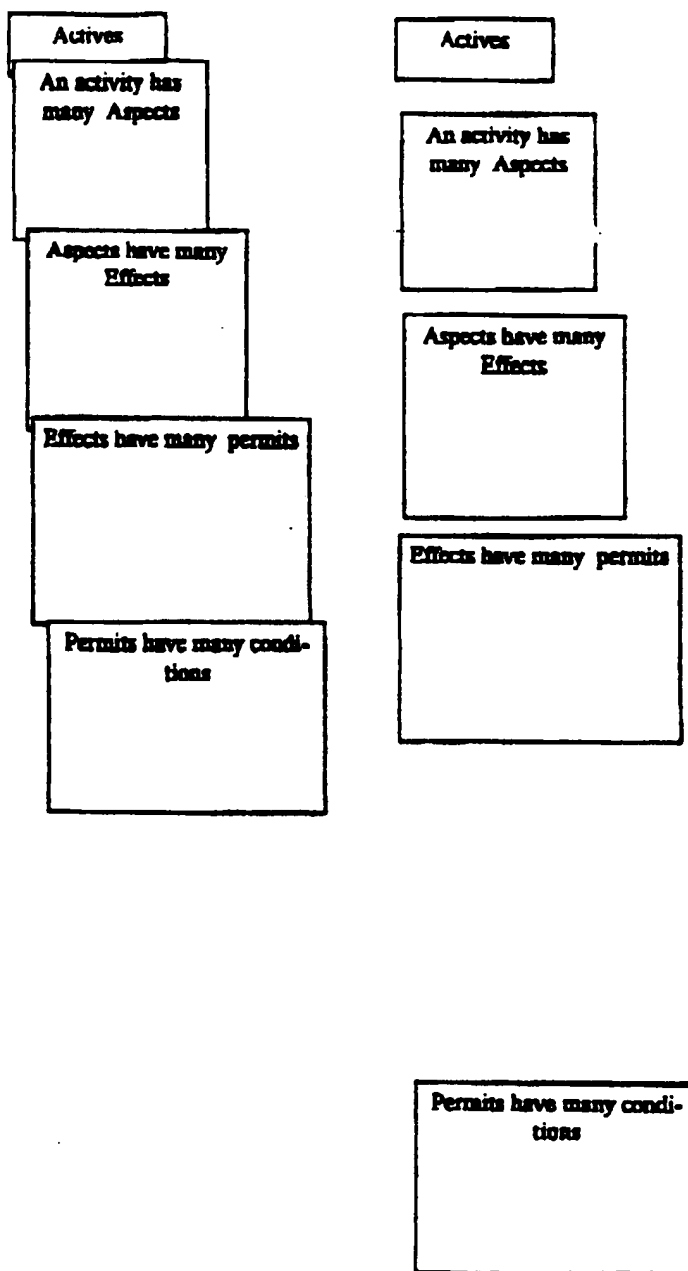 Actives
An activity has
many Aspects
Aspects have many
Effects
Effects have many permits
Permits have many condi-
tions
Actives
An activity has
many Aspects
Aspects have many
Effects
Effects have many permits
Permits have many condi-
tions